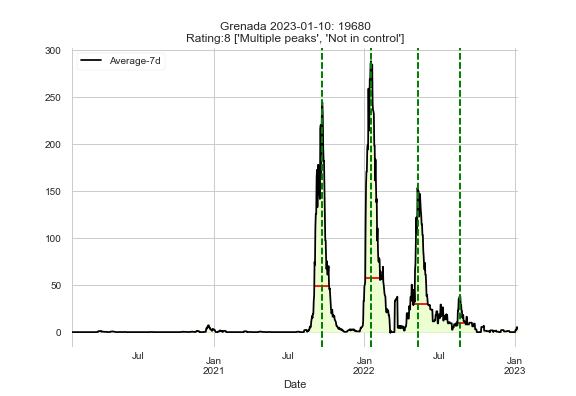 Grenada 2023-01-10: 19680
Rating:8 ['Multiple peaks', 'Not in control']
Average-7d
300
250
200
150
100
50
0
Jul
Jan
2021
Jul
Jan
2022
Jul
Jan
2023
Date